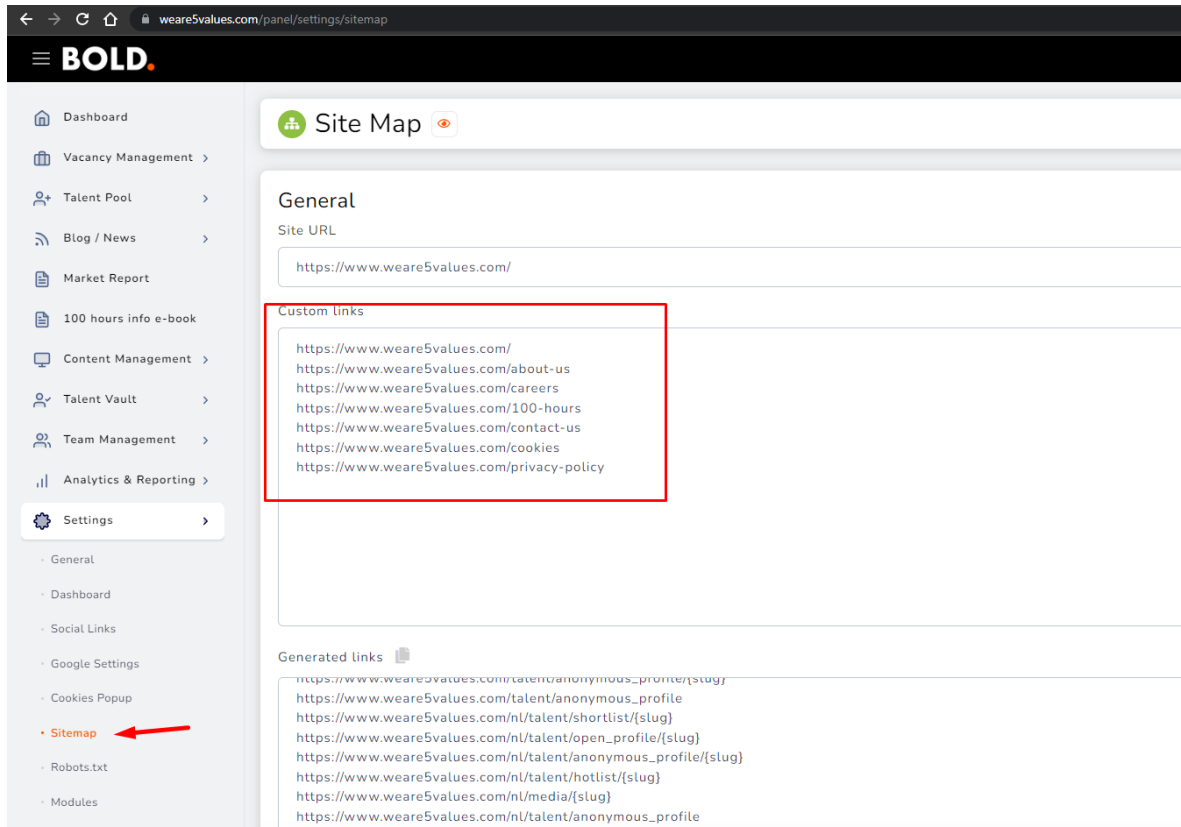 weare5values.com/panel/settings/sitemap
BOLD.
Dashboard
Vacancy Management
Talent Pool
Blog / News
Market Report
100 hours info e-book
Content Management
Talent Vault
Team Management
Analytics & Reporting
Settings
General
Dashboard
Social Links
Google Settings
Cookies Popup
Sitemap
Robots.txt
Modules
Site Map
General
Site URL
https://www.weare5values.com/
Custom links
https://www.weare5values.com/
https://www.weare5values.com/about-us
https://www.weare5values.com/careers
https://www.weare5values.com/100-hours
https://www.weare5values.com/contact-us
https://www.weare5values.com/cookies
https://www.weare5values.com/privacy-policy
Generated links
https://www.weare5values.com/talent/anonymous_profile/{slug}
https://www.weare5values.com/talent/anonymous_profile
https://www.weare5values.com/nl/talent/shortlist/{slug}
https://www.weare5values.com/nl/talent/open_profile/{slug}
https://www.weare5values.com/nl/talent/anonymous_profile/{slug}
https://www.weare5values.com/nl/talent/hotlist/{slug}
https://www.weare5values.com/nl/media/{slug}
https://www.weare5values.com/nl/talent/anonymous_profile